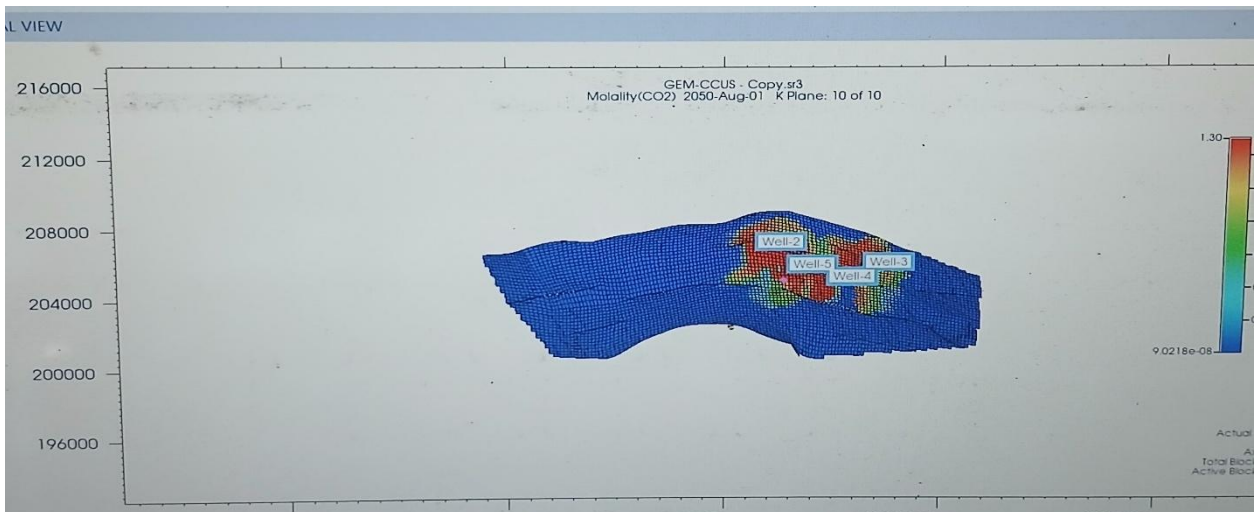 AL VIEW
GEM-CCUS - Copy.sr3
Molality(CO2) 2050-Aug-01 K Plane: 10 of 10
216000
212000
208000
204000
200000
196000
Well-2
Well-5
Well-3
Well-4
1.30
9.0218e-08
Actual
Total Bloc
Active Bloc